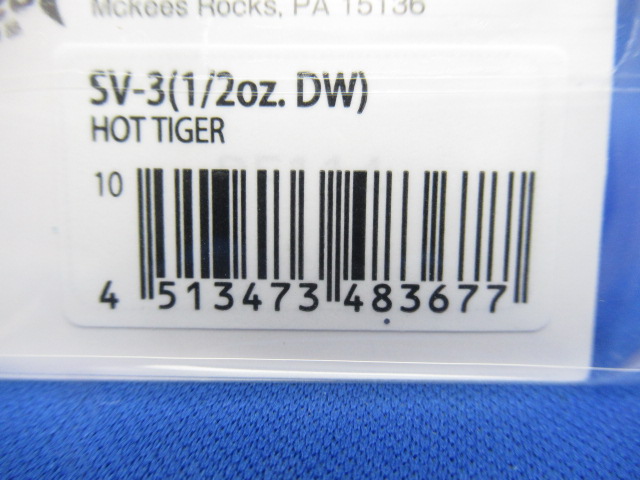 Mckees Rocks, PA 15136
SV-3(1/2oz. DW)
HOT TIGER
10
4 513473 483677